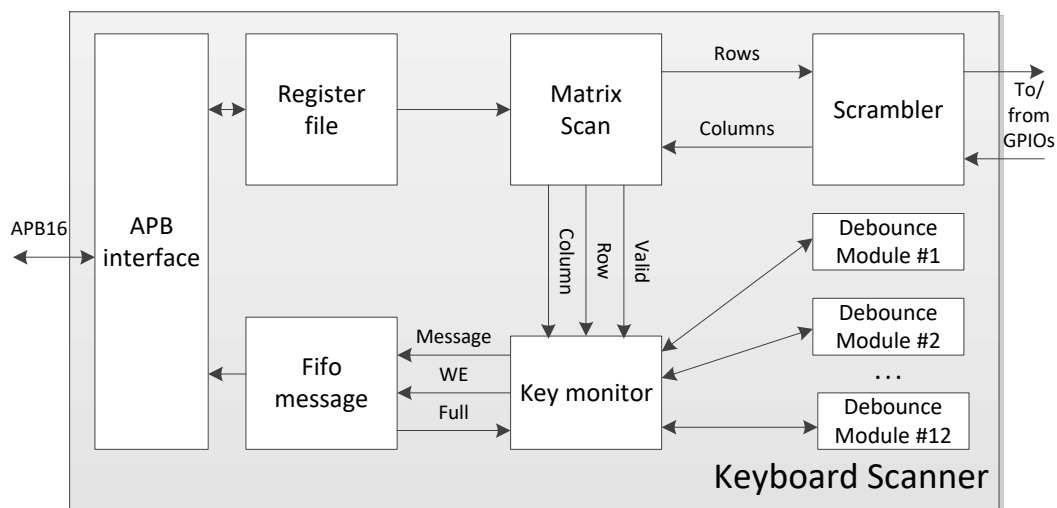 Rows
Columns
To/
from
GPIOs
Register
file
Matrix
Scan
Scrambler
APB16
APB
interface
Column
Row
Valid
Debounce
Module #1
Debounce
Module #2
...
Debounce
Module #12
Message
WE
Full
Fifo
message
Key monitor
Keyboard Scanner